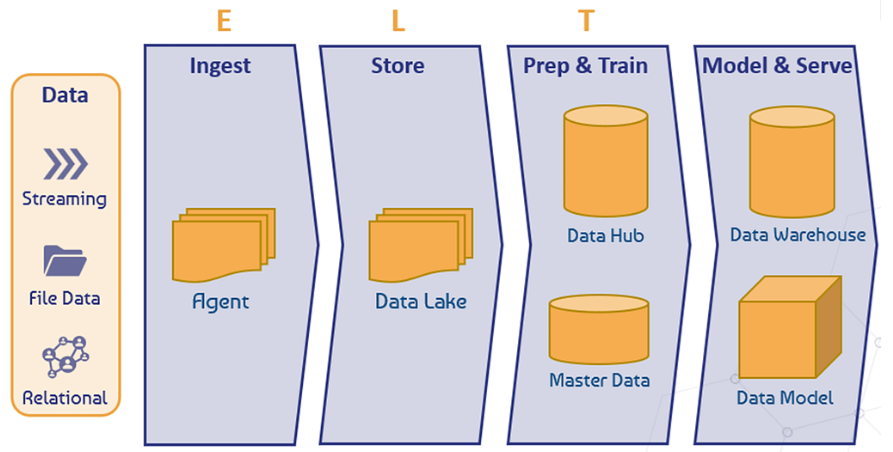 E
L
T
Data
Streaming
File Data
Relational
Ingest
Agent
Store
Data Lake
Prep & Train
Data Hub
Master Data
Model & Serve
Data Warehouse
Data Model